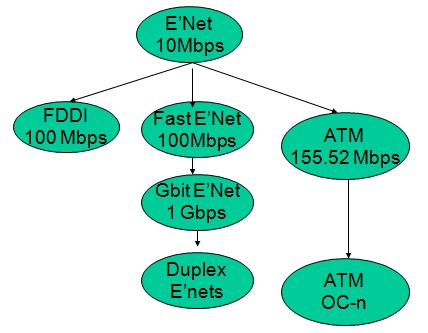 E'Net
10Mbps
FDDI
100 Mbps
Fast E'Net
100Mbps
ATM
155.52 Mbps
Gbit E'Net
1 Gbps
Duplex
E'nets
ATM
OC-n